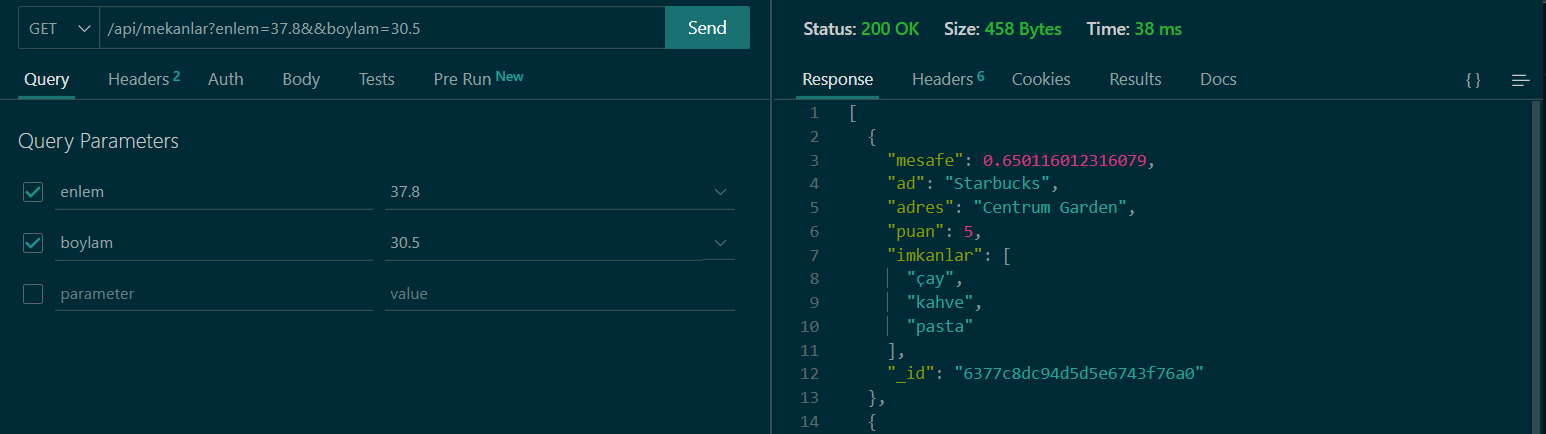 GET /api/mekanlar?enlem=37.8&&boylam=30.5 Send
Query Headers 2 Auth Body Tests Pre Run New
Query Parameters
enlem 37.8
boylam 30.5
parameter value
Status: 200 OK Size: 458 Bytes Time: 38 ms
Response Headers 6 Cookies Results Docs { }
1 [
2 {
3 "mesafe": 0.650116012316079,
4 "ad": "Starbucks",
5 "adres": "Centrum Garden",
6 "puan": 5,
7 "imkanlar": [
8 "çay",
9 "kahve",
10 "pasta"
11 ],
12 "_id": "6377c8dc94d5d5e6743f76a0"
13 },
14 {